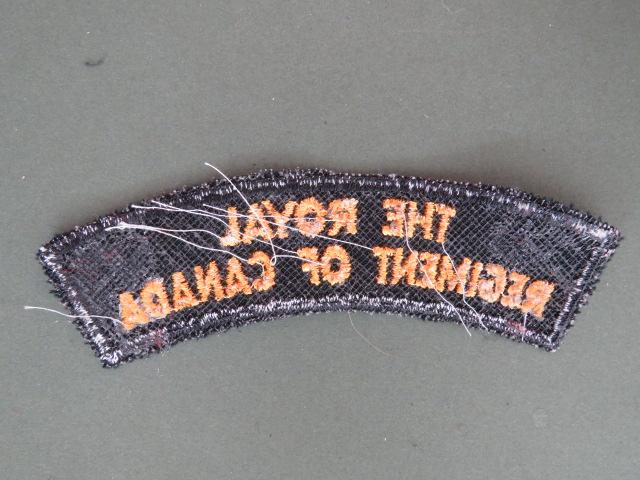 THE ROYAL
REGIMENT OF CANADA